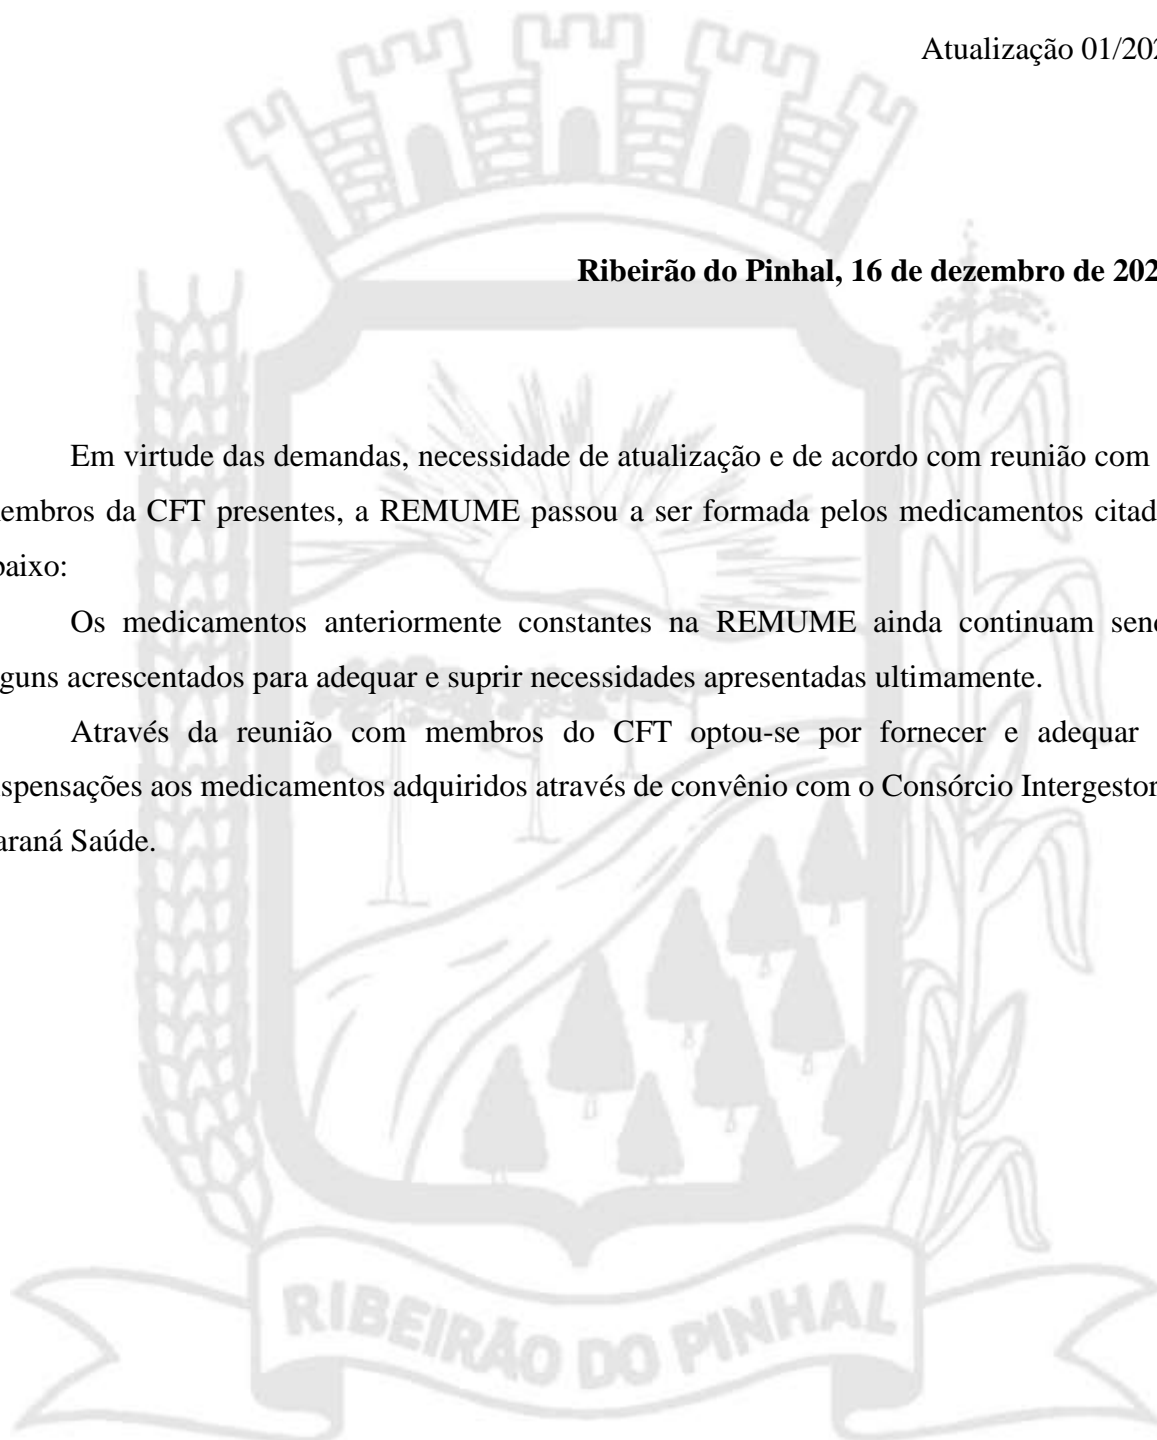 Atualização 01/202
Ribeirão do Pinhal, 16 de dezembro de 202
Em virtude das demandas, necessidade de atualização e de acordo com reunião com
embros da CFT presentes, a REMUME passou a ser formada pelos medicamentos citad
baixo:
Os medicamentos anteriormente constantes na REMUME ainda continuam send
guns acrescentados para adequar e suprir necessidades apresentadas ultimamente.
Através da reunião com membros do CFT optou-se por fornecer e adequar
spensações aos medicamentos adquiridos através de convênio com o Consórcio Intergestor
araná Saúde.
RIBEIRÃO DO PINHAL